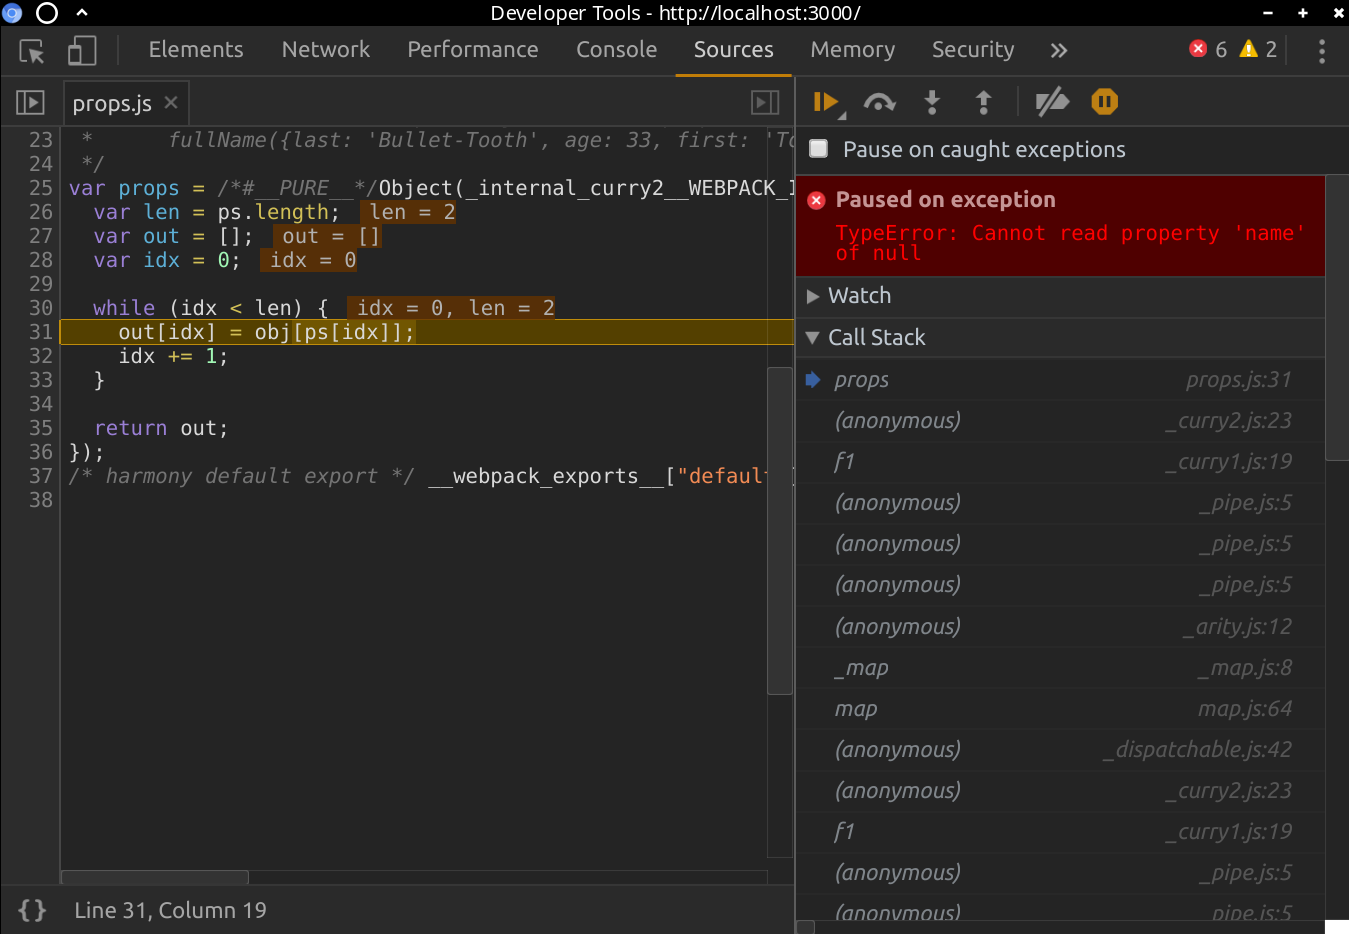 Developer Tools - http://localhost:3000/
Elements Network Performance Console Sources Memory Security » 6 2
props.js ×
23 *      fullName({last: 'Bullet-Tooth', age: 33, first: 'To
24 */
25 var props = /*#__PURE__*/Object(_internal_curry2__WEBPACK_I
26 var len = ps.length; len = 2
27 var out = []; out = []
28 var idx = 0; idx = 0
29
30 while (idx < len) { idx = 0, len = 2
31 out[idx] = obj[ps[idx]];
32 idx += 1;
33 }
34
35 return out;
36 });
37 /* harmony default export */ __webpack_exports__["default
38
{} Line 31, Column 19
Pause on caught exceptions
Paused on exception
TypeError: Cannot read property 'name'
of null
Watch
Call Stack
props props.js:31
(anonymous) _curry2.js:23
f1 _curry1.js:19
(anonymous) _pipe.js:5
(anonymous) _pipe.js:5
(anonymous) _pipe.js:5
(anonymous) _arity.js:12
_map _map.js:8
map map.js:64
(anonymous) _dispatchable.js:42
(anonymous) _curry2.js:23
f1 _curry1.js:19
(anonymous) _pipe.js:5
(anonymous) _pipe.js:5